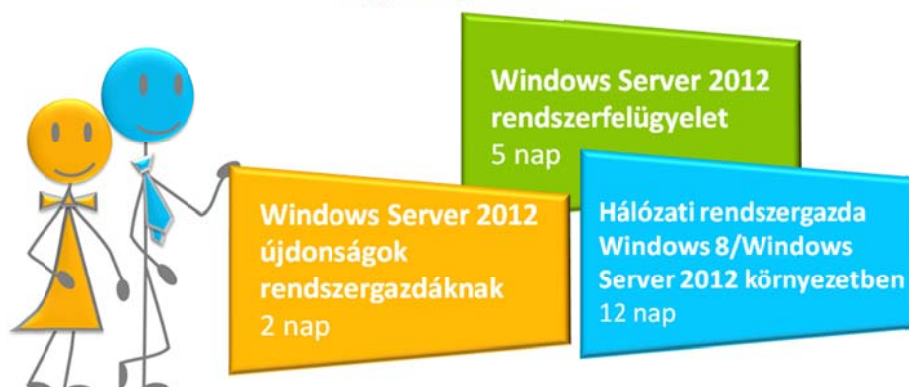 Windows Server 2012
rendszerfelügyelet
5 nap
Windows Server 2012
újdonságok
rendszergazdáknak
2 nap
Hálózati rendszergazda
Windows 8/Windows
Server 2012 környezetben
12 nap